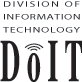 DIVISION OF
INFORMATION
TECHNOLOGY
DoIT